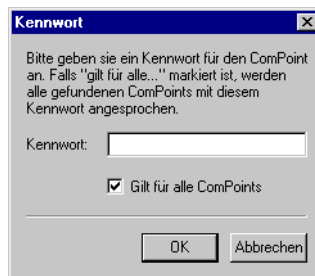 Kennwort
Bitte geben sie ein Kennwort für den ComPoint
an. Falls "gilt für alle..." markiert ist, werden
alle gefundenen ComPoints mit diesem
Kennwort angesprochen.
Kennwort:
Gilt für alle ComPoints
OK Abbrechen